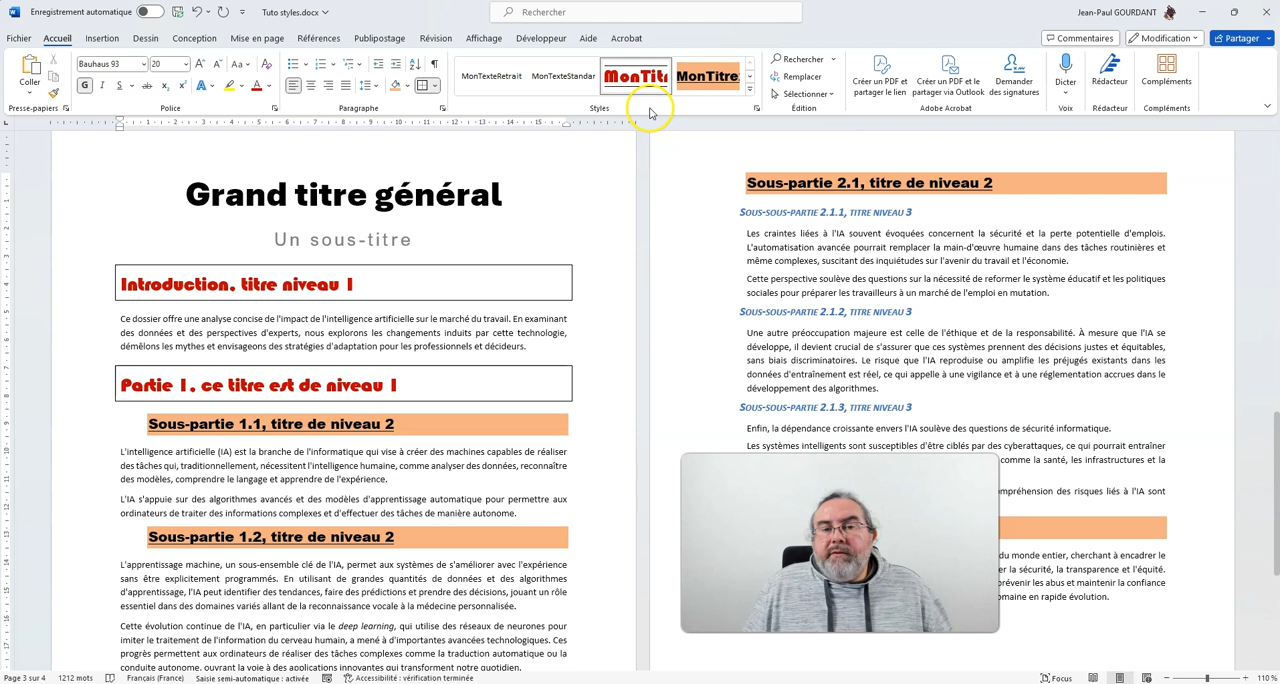 Enregistrement automatique
Tuto styles.docx
Rechercher
Jean-Paul GOURDANT
Fichier Accueil Insertion Dessin Conception Mise en page Références Publipostage Révision Affichage Développeur Aide Acrobat
Commentaires Modification Partager
Coller
Presse-papiers
Bauhaus 93 20
G I S ab x₂ x²
Police
Paragraphe
MonTexteRetrait MonTexteStandar MonTitr MonTitre
Styles
Rechercher
Remplacer
Sélectionner
Édition
Créer un PDF et partager le lien
Créer un PDF et partager via Outlook
Demander des signatures
Adobe Acrobat
Dicter
Voix
Rédacteur
Rédacteur
Compléments
Compléments
Grand titre général
Un sous-titre
Introduction, titre niveau 1
Ce dossier offre une analyse concise de l'impact de l'intelligence artificielle sur le marché du travail. En examinant
des données et des perspectives d'experts, nous explorons les changements induits par cette technologie,
démêlons les mythes et envisageons des stratégies d'adaptation pour les professionnels et décideurs.
Partie 1, ce titre est de niveau 1
Sous-partie 1.1, titre de niveau 2
L'intelligence artificielle (IA) est la branche de l'informatique qui vise à créer des machines capables de réaliser
des tâches qui, traditionnellement, nécessitent l'intelligence humaine, comme analyser des données, reconnaître
des modèles, comprendre le langage et apprendre de l'expérience.
L'IA s'appuie sur des algorithmes avancés et des modèles d'apprentissage automatique pour permettre aux
ordinateurs de traiter des informations complexes et d'effectuer des tâches de manière autonome.
Sous-partie 1.2, titre de niveau 2
L'apprentissage machine, un sous-ensemble clé de l'IA, permet aux systèmes de s'améliorer avec l'expérience
sans être explicitement programmés. En utilisant de grandes quantités de données et des algorithmes
d'apprentissage, l'IA peut identifier des tendances, faire des prédictions et prendre des décisions, jouant un rôle
essentiel dans des domaines variés allant de la reconnaissance vocale à la médecine personnalisée.
Cette évolution continue de l'IA, en particulier via le deep learning, qui utilise des réseaux de neurones pour
imiter le traitement de l'information du cerveau humain, a mené à d'importantes avancées technologiques. Ces
progrès permettent aux ordinateurs de réaliser des tâches complexes comme la traduction automatique ou la
conduite autonome, ouvrant la voie à des applications innovantes qui transforment notre quotidien.
Sous-partie 2.1, titre de niveau 2
Sous-sous-partie 2.1.1, titre niveau 3
Les craintes liées à l'IA souvent évoquées concernent la sécurité et la perte potentielle d'emplois.
L'automatisation avancée pourrait remplacer la main-d'œuvre humaine dans des tâches routinières et
même complexes, suscitant des inquiétudes sur l'avenir du travail et l'économie.
Cette perspective soulève des questions sur la nécessité de reformer le système éducatif et les politiques
sociales pour préparer les travailleurs à un marché de l'emploi en mutation.
Sous-sous-partie 2.1.2, titre niveau 3
Une autre préoccupation majeure est celle de l'éthique et de la responsabilité. À mesure que l'IA se
développe, il devient crucial de s'assurer que ces systèmes prennent des décisions justes et équitables,
sans biais discriminatoires. Le risque que l'IA reproduise ou amplifie les préjugés existants dans les
données d'entraînement est réel, ce qui appelle à une vigilance et à une réglementation accrues dans le
développement des algorithmes.
Sous-sous-partie 2.1.3, titre niveau 3
Enfin, la dépendance croissante envers l'IA soulève des questions de sécurité informatique.
Les systèmes intelligents sont susceptibles d'être ciblés par des cyberattaques, ce qui pourrait entraîner
comme la santé, les infrastructures et la
mpréhension des risques liés à l'IA sont
du monde entier, cherchant à encadrer le
er la sécurité, la transparence et l'équité.
prévenir les abus et maintenir la confiance
omaine en rapide évolution.
Page 3 sur 4 1212 mots Français (France) Saisie semi-automatique : activée Accessibilité : vérification terminée Focus 110 %